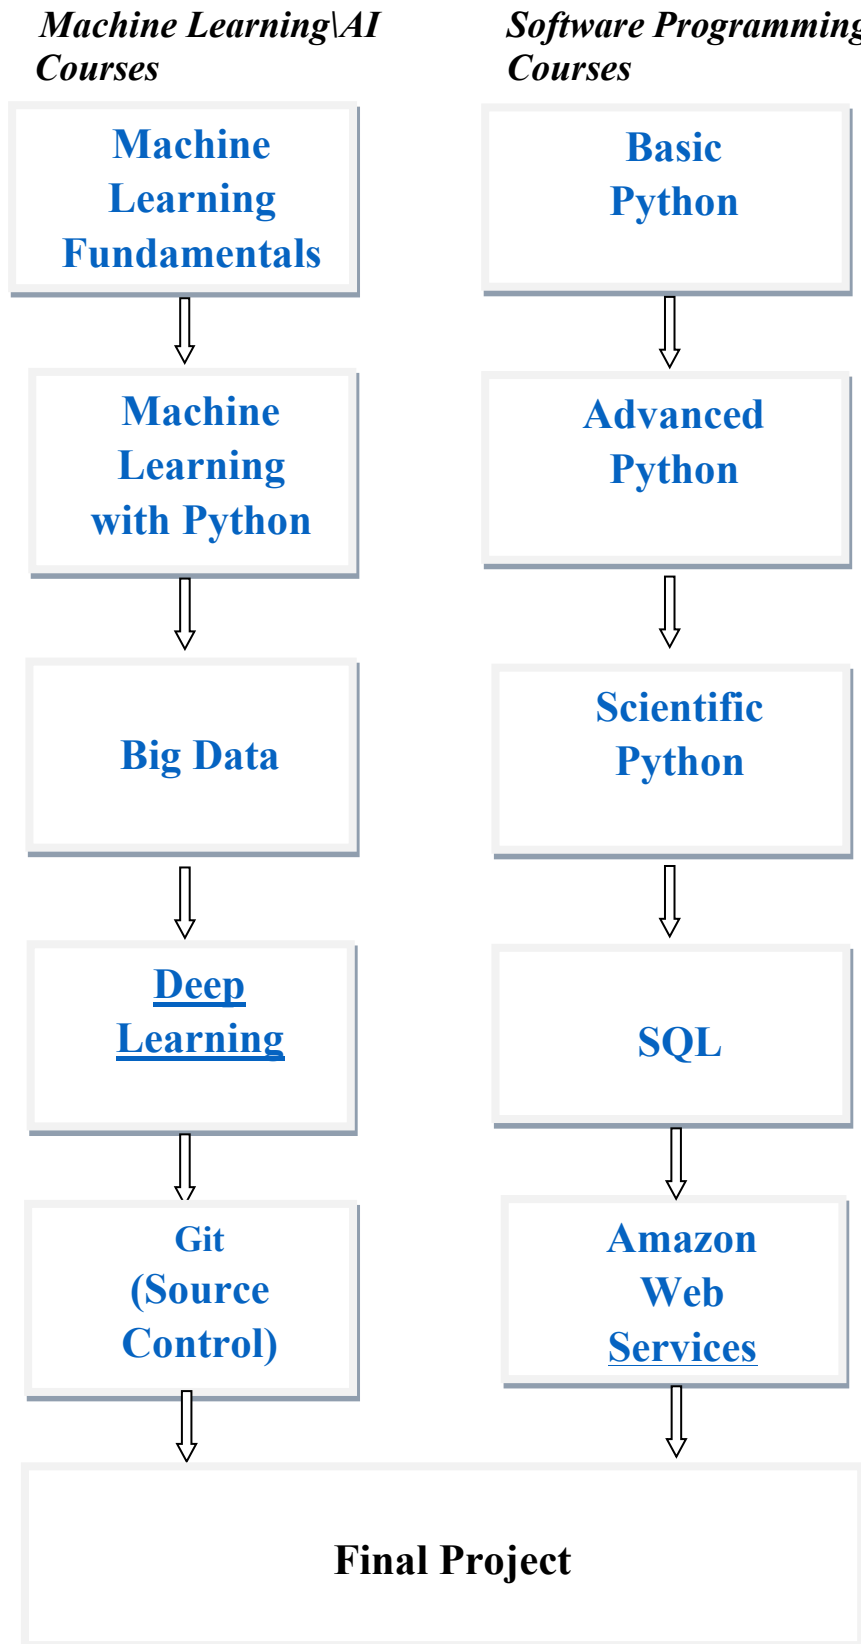 Machine Learning\AI
Courses
Software Programming
Courses
Machine
Learning
Fundamentals
Basic
Python
Machine
Learning
with Python
Advanced
Python
Big Data
Scientific
Python
Deep
Learning
SQL
Git
(Source
Control)
Amazon
Web
Services
Final Project